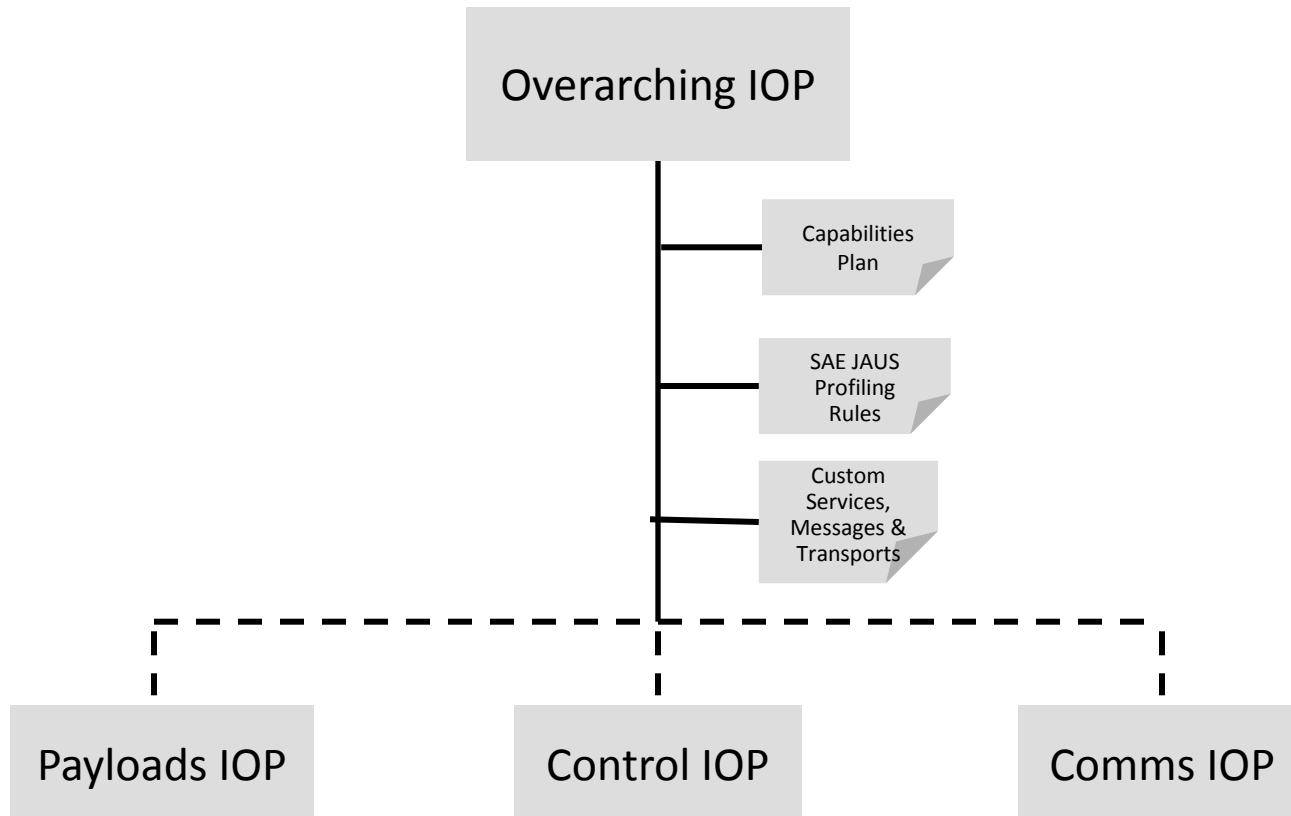 Overarching IOP
Capabilities
Plan
SAE JAUS
Profiling
Rules
Custom
Services,
Messages &
Transports
Payloads IOP
Control IOP
Comms IOP